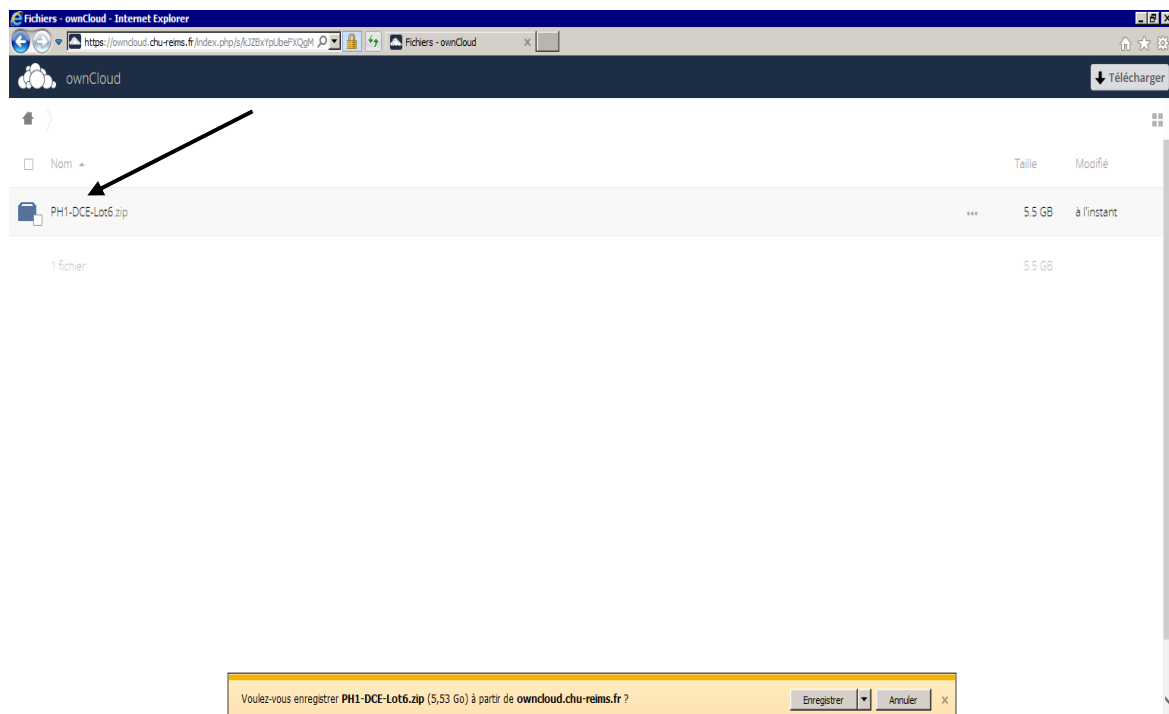 Fichiers - ownCloud - Internet Explorer
https://owncloud.chu-reims.fr/index.php/s/kJZBxYpUbeFXQgM
Fichiers - ownCloud
ownCloud
Télécharger
Nom
Taille
Modifié
PH1-DCE-Lot6.zip
5.5 GB
à l'instant
1 fichier
5.5 GB
Voulez-vous enregistrer PH1-DCE-Lot6.zip (5,53 Go) à partir de owncloud.chu-reims.fr ?
Enregistrer
Annuler